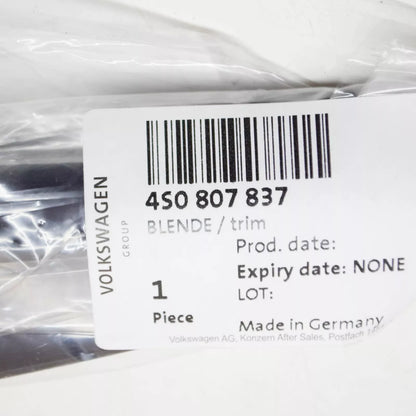 VOLKSWAGEN
GROUP
4S0 807 837
BLENDE / trim
Prod. date:
Expiry date: NONE
1
LOT:
Piece
Made in Germany
Volkswagen AG, Konzern After Sales, Postfach